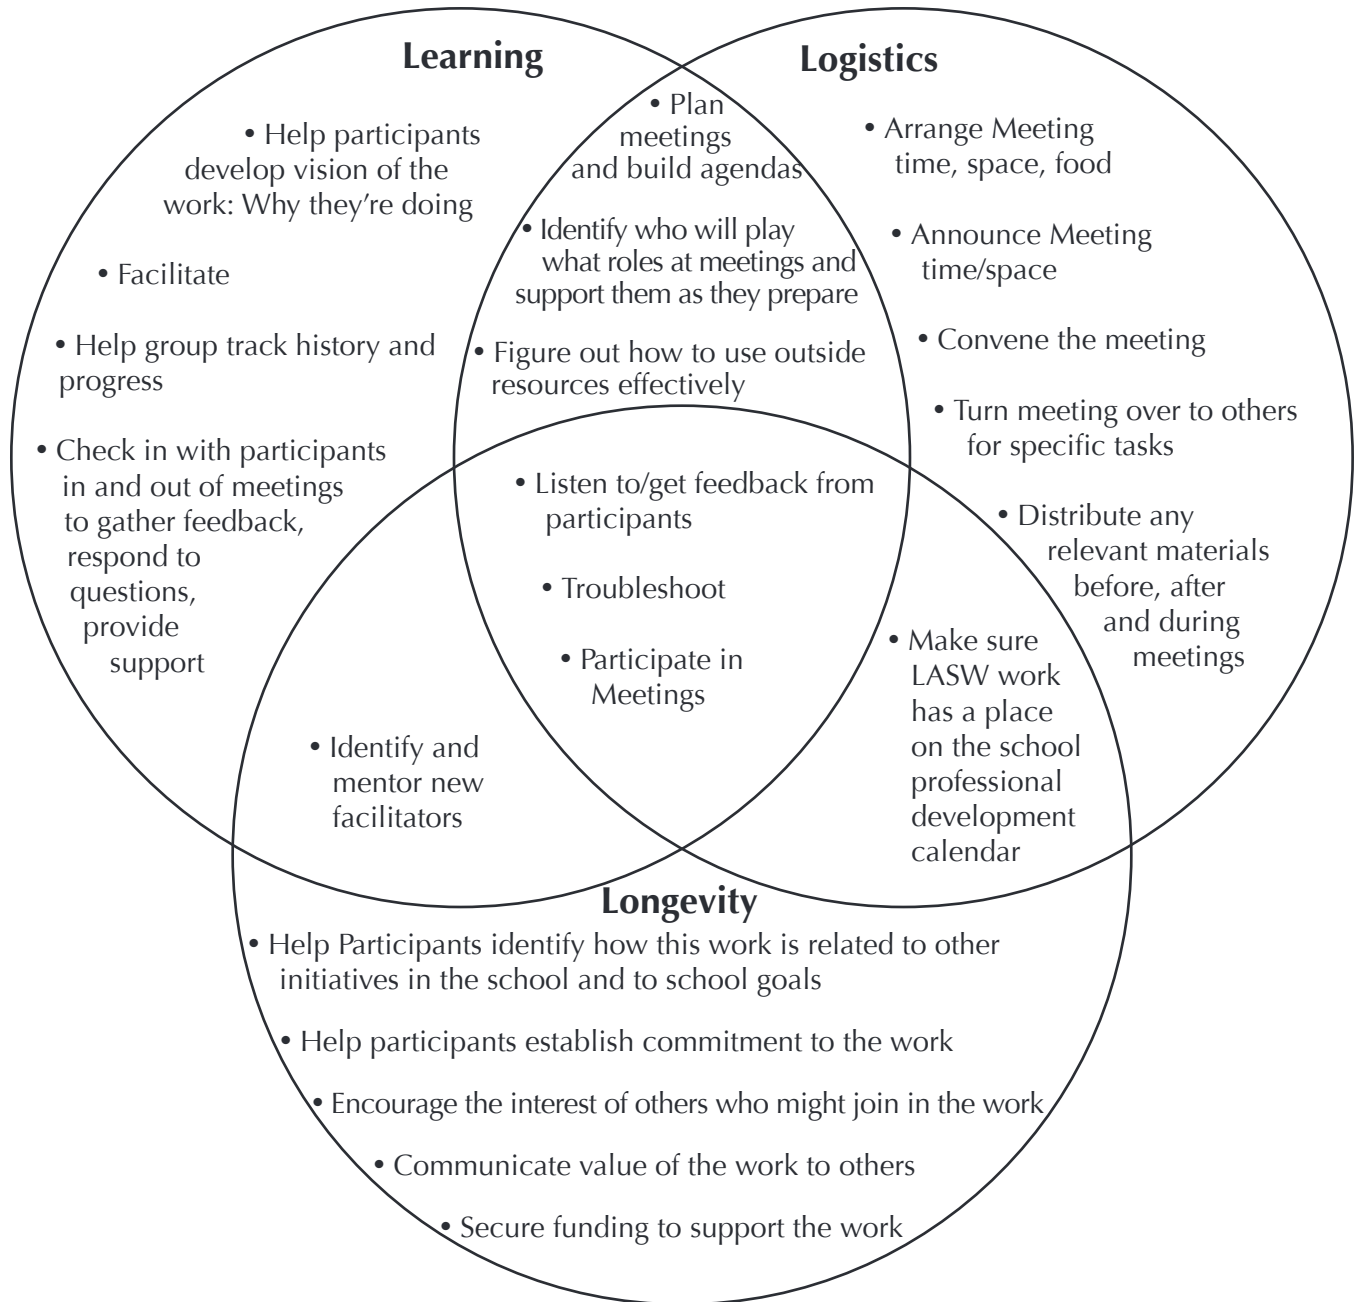 Learning
• Help participants
develop vision of the
work: Why they’re doing
• Facilitate
• Help group track history and
progress
• Check in with participants
in and out of meetings
to gather feedback,
respond to
questions,
provide
support
• Plan
meetings
and build agendas
• Identify who will play
what roles at meetings and
support them as they prepare
• Figure out how to use outside
resources effectively
Logistics
• Arrange Meeting
time, space, food
• Announce Meeting
time/space
• Convene the meeting
• Turn meeting over to others
for specific tasks
• Distribute any
relevant materials
before, after
and during
meetings
• Listen to/get feedback from
participants
• Troubleshoot
• Participate in
Meetings
• Identify and
mentor new
facilitators
• Make sure
LASW work
has a place
on the school
professional
development
calendar
Longevity
• Help Participants identify how this work is related to other
initiatives in the school and to school goals
• Help participants establish commitment to the work
• Encourage the interest of others who might join in the work
• Communicate value of the work to others
• Secure funding to support the work